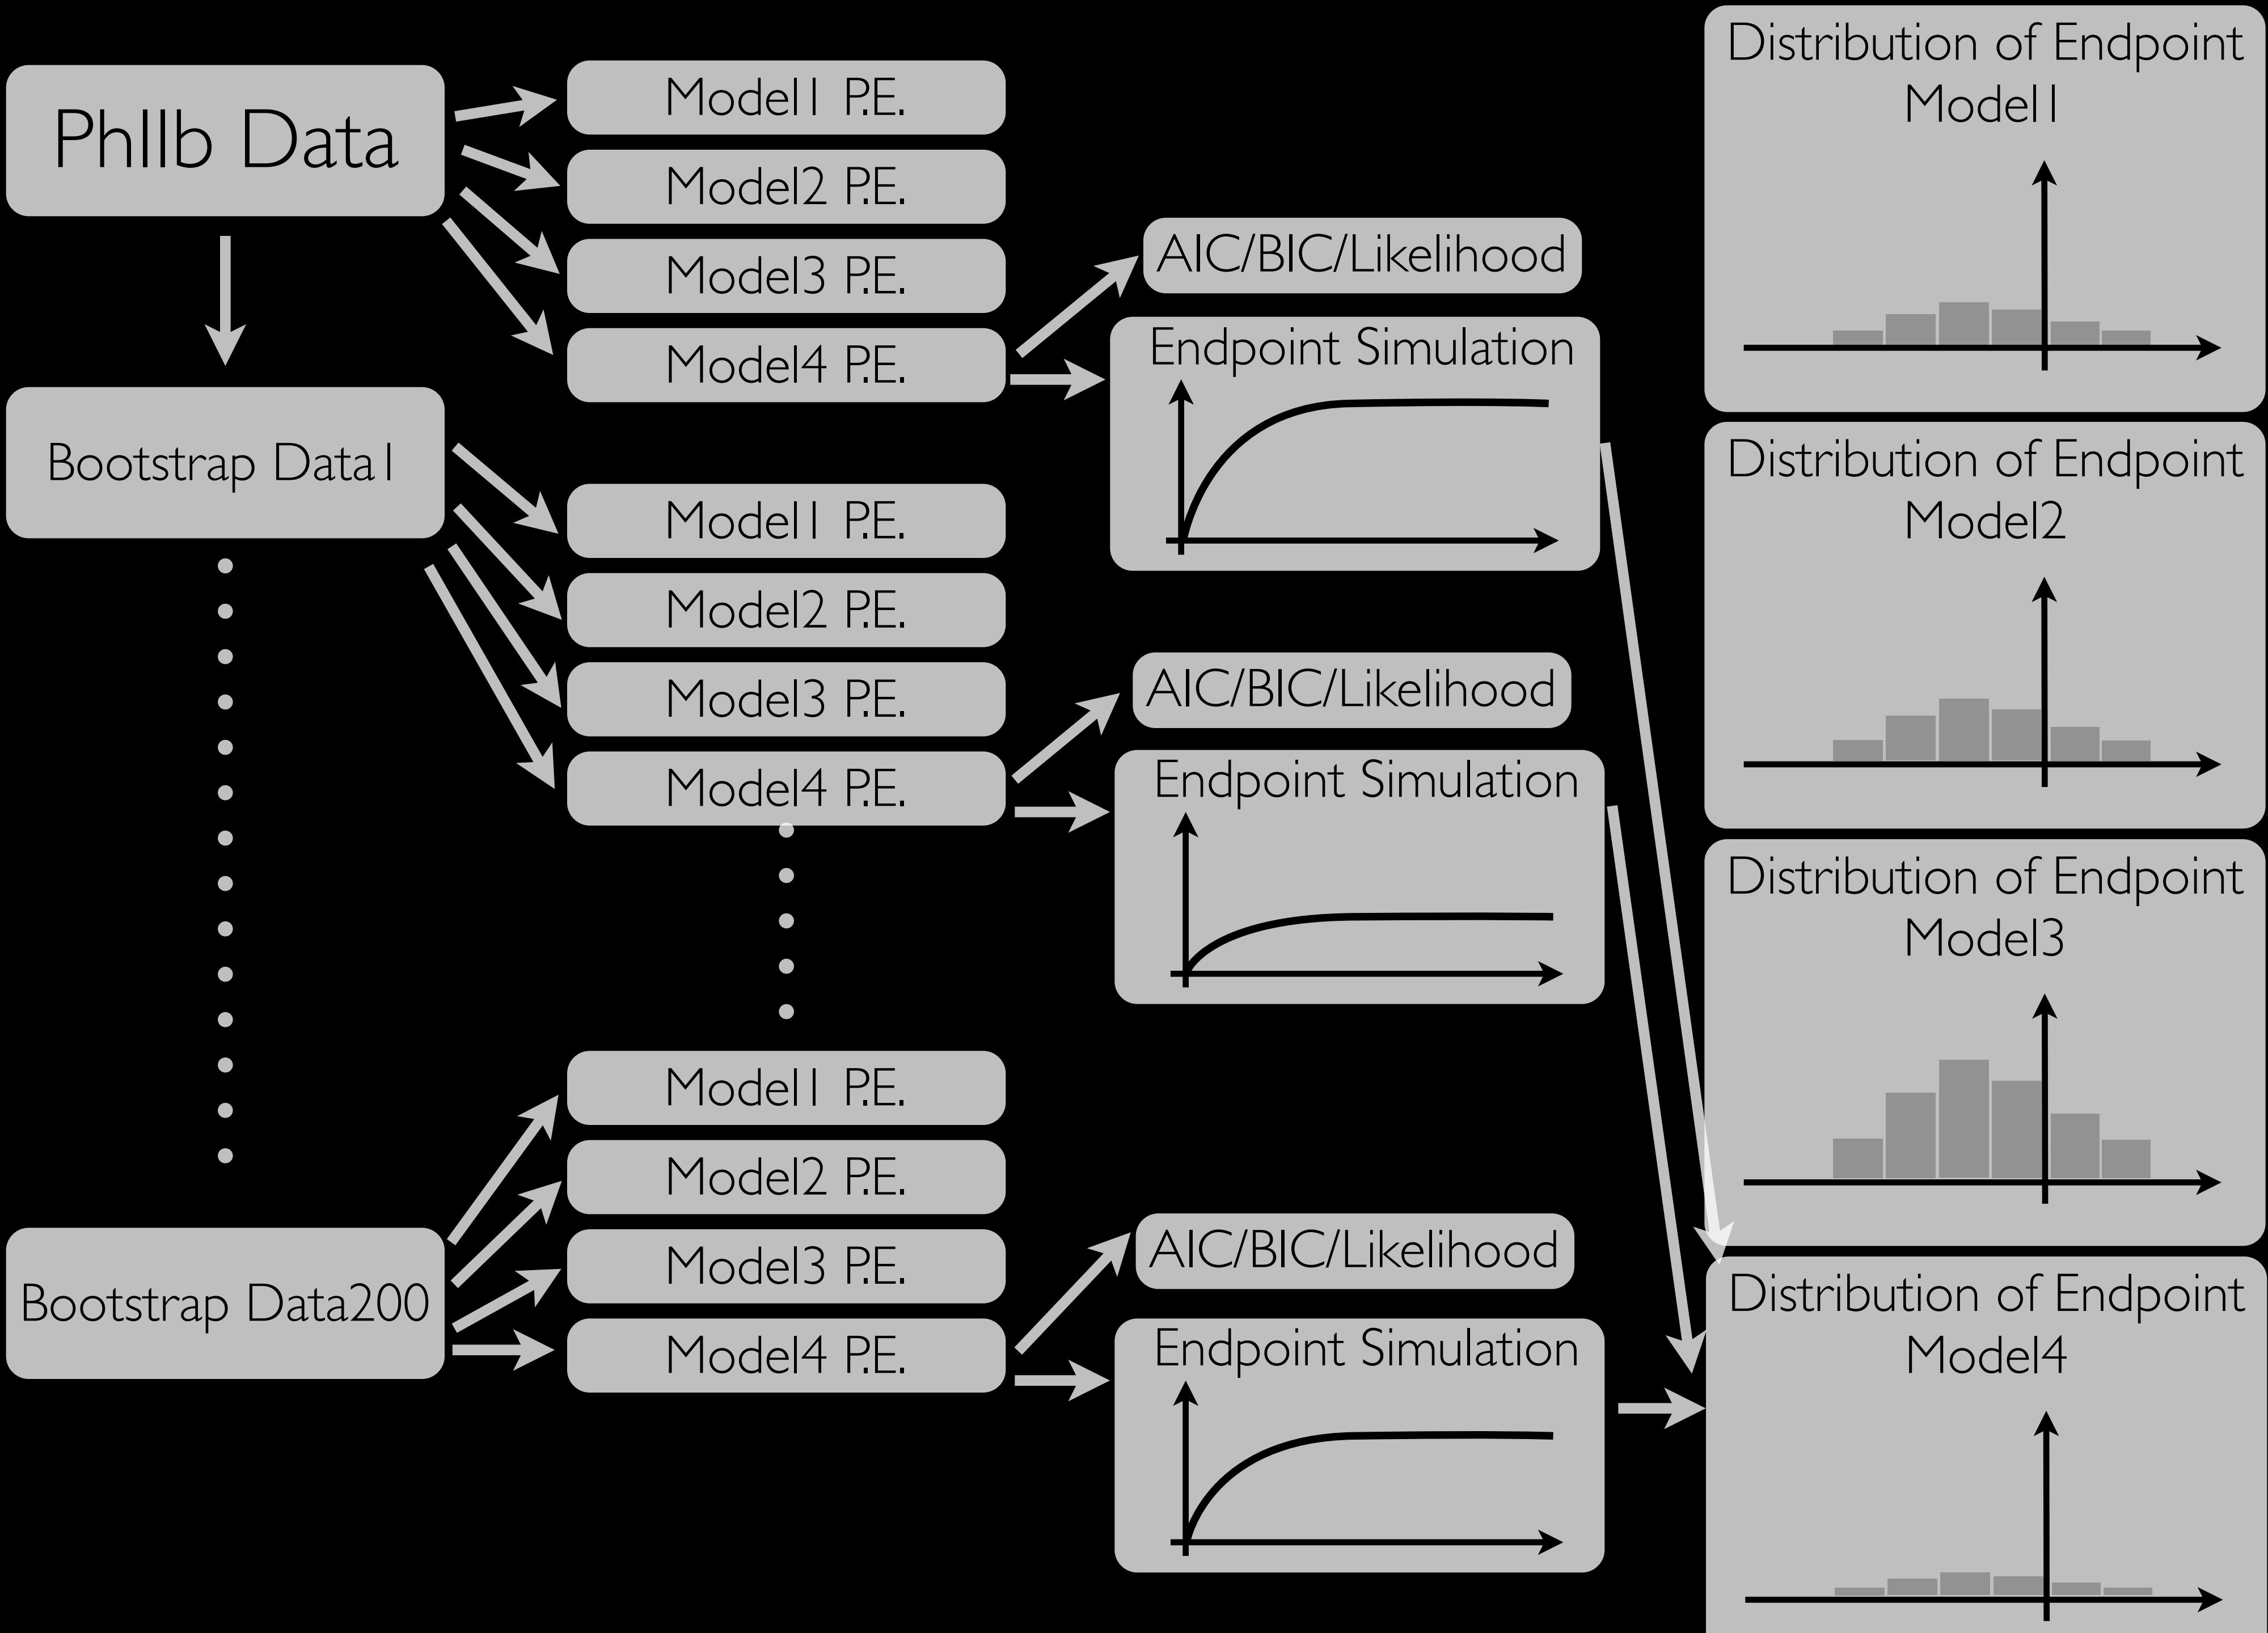 PhIIb Data
Bootstrap Data1
Bootstrap Data200
Model1 P.E.
Model2 P.E.
Model3 P.E.
Model4 P.E.
Model1 P.E.
Model2 P.E.
Model3 P.E.
Model4 P.E.
Model1 P.E.
Model2 P.E.
Model3 P.E.
Model4 P.E.
AIC/BIC/Likelihood
Endpoint Simulation
AIC/BIC/Likelihood
Endpoint Simulation
AIC/BIC/Likelihood
Endpoint Simulation
Distribution of Endpoint
Model1
Distribution of Endpoint
Model2
Distribution of Endpoint
Model3
Distribution of Endpoint
Model4